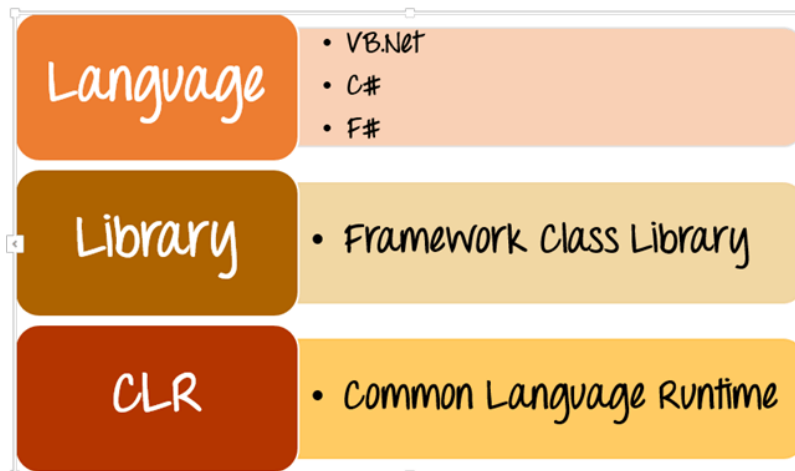 Language
• VB.Net
• C#
• F#
Library
• Framework Class Library
CLR
• Common Language Runtime